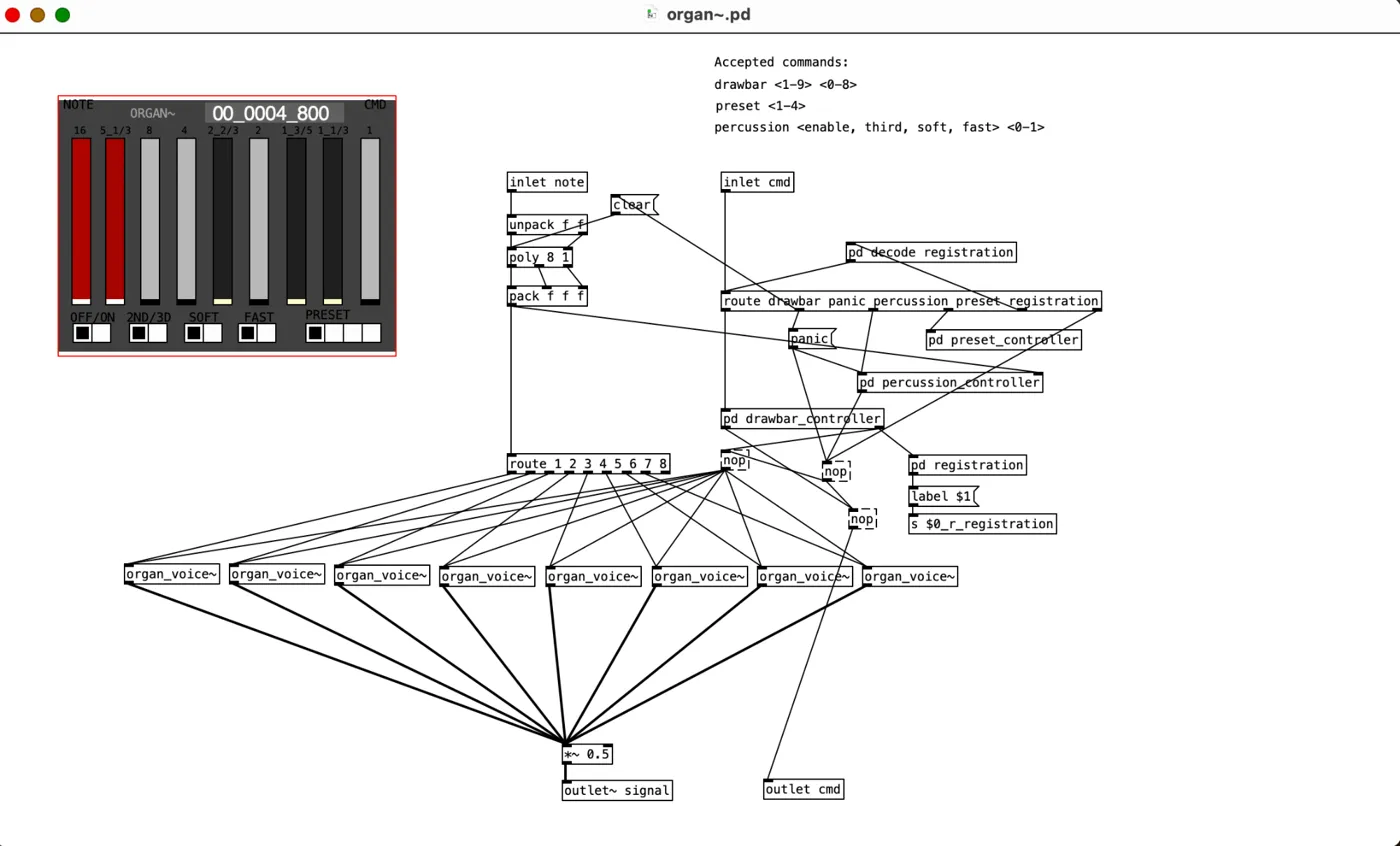 organ~.pd
Accepted commands:
drawbar <1-9> <0-8>
preset <1-4>
percussion <enable, third, soft, fast> <0-1>
NOTE
ORGAN~
00_0004_800
CMD
16 5_1/3 8 4 2_2/3 2 1_3/5 1_1/3 1
OFF/ON 2ND/3D SOFT FAST PRESET
inlet note
inlet cmd
clear
unpack f f
pd decode registration
poly 8 1
pack f f f
route drawbar panic percussion preset registration
panic
pd preset_controller
pd percussion_controller
pd drawbar_controller
route 1 2 3 4 5 6 7 8
nop
nop
pd registration
label $1
nop
s $0_r_registration
organ_voice~ organ_voice~ organ_voice~ organ_voice~ organ_voice~ organ_voice~ organ_voice~ organ_voice~
*~ 0.5
outlet~ signal
outlet cmd